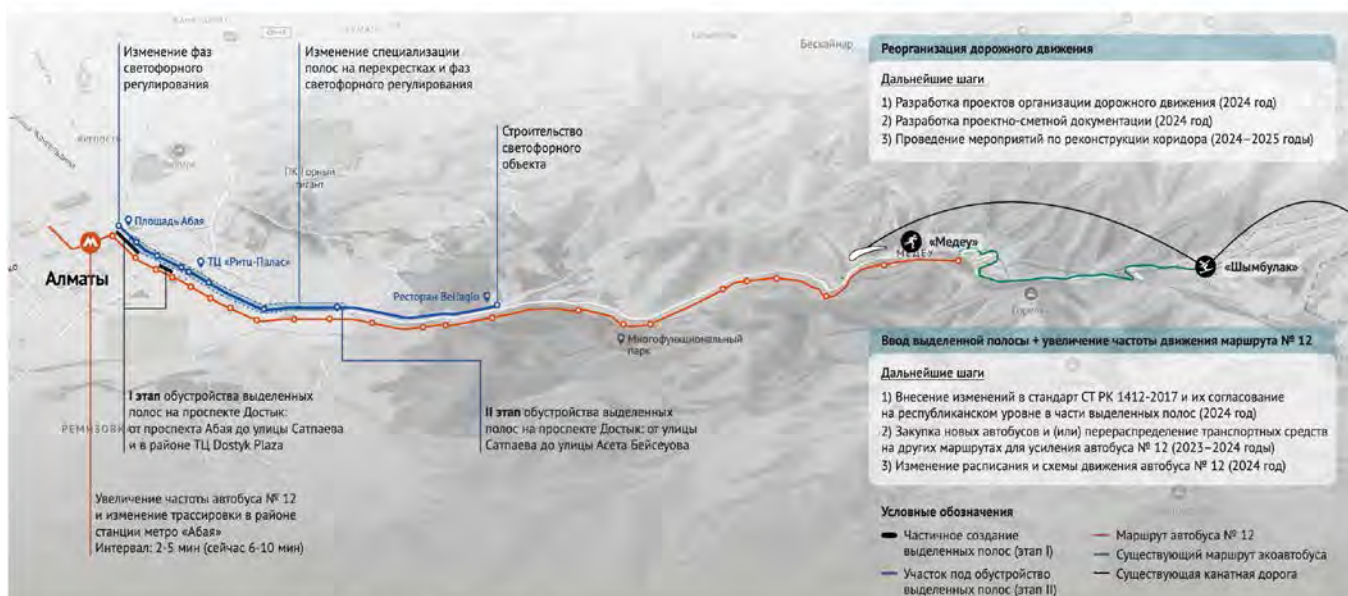 Изменение фаз
светофорного
регулирования
Изменение специализации
полос на перекрестках и фаз
светофорного регулирования
Строительство
светофорного
объекта
Бескайнар
ПК Горный
гигант
Площадь Абая
ТЦ «Ритц-Палас»
Ресторан Bellagio
Алматы
Многофункциональный
парк
«Медеу»
МЕДЕУ
«Шымбулак»
I этап обустройства выделенных
полос на проспекте Достык:
от проспекта Абая до улицы Сатпаева
и в районе ТЦ Dostyk Plaza
II этап обустройства выделенных
полос на проспекте Достык: от улицы
Сатпаева до улицы Асета Бейсеуова
Увеличение частоты автобуса № 12
и изменение трассировки в районе
станции метро «Абая»
Интервал: 2-5 мин (сейчас 6-10 мин)
Реорганизация дорожного движения
Дальнейшие шаги
1) Разработка проектов организации дорожного движения (2024 год)
2) Разработка проектно-сметной документации (2024 год)
3) Проведение мероприятий по реконструкции коридора (2024–2025 годы)
Ввод выделенной полосы + увеличение частоты движения маршрута № 12
Дальнейшие шаги
1) Внесение изменений в стандарт СТ РК 1412-2017 и их согласование
на республиканском уровне в части выделенных полос (2024 год)
2) Закупка новых автобусов и (или) перераспределение транспортных средств
на других маршрутах для усиления автобуса № 12 (2023–2024 годы)
3) Изменение расписания и схемы движения автобуса № 12 (2024 год)
Условные обозначения
Частичное создание
выделенных полос (этап I)
Участок под обустройство
выделенных полос (этап II)
Маршрут автобуса № 12
Существующий маршрут экоавтобуса
Существующая канатная дорога